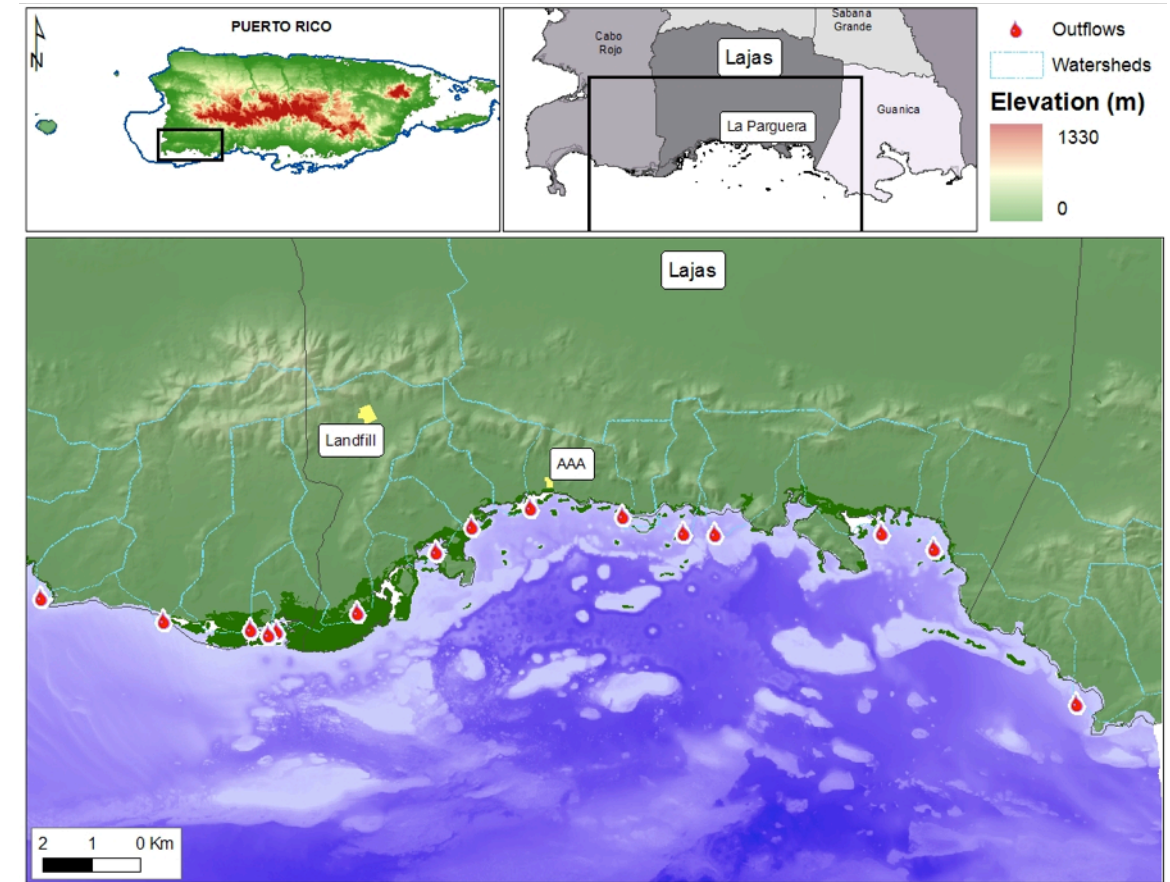 N
PUERTO RICO
Cabo
Rojo
Sabana
Grande
Lajas
La Parguera
Guanica
Outflows
Watersheds
Elevation (m)
1330
0
Lajas
Landfill
AAA
2 1 0 Km